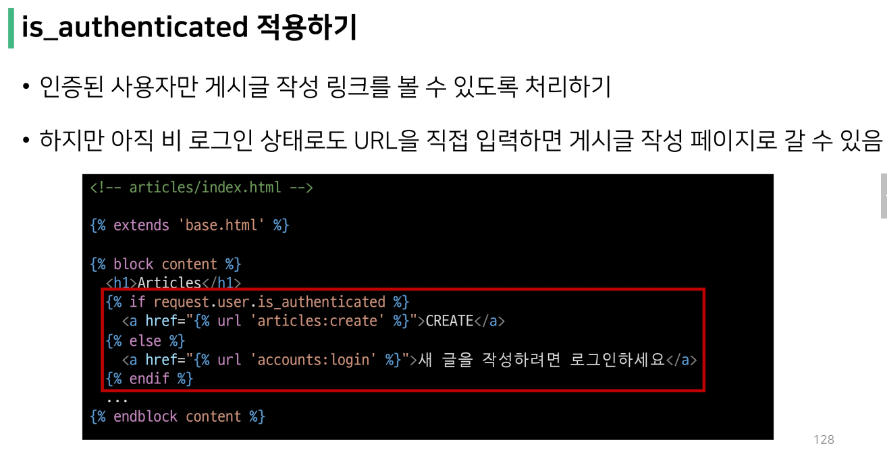 is_authenticated 적용하기
• 인증된 사용자만 게시글 작성 링크를 볼 수 있도록 처리하기
• 하지만 아직 비 로그인 상태로도 URL을 직접 입력하면 게시글 작성 페이지로 갈 수 있음
<!-- articles/index.html -->
{% extends 'base.html' %}
{% block content %}
<h1>Articles</h1>
{% if request.user.is_authenticated %}
<a href="{% url 'articles:create' %}">CREATE</a>
{% else %}
<a href="{% url 'accounts:login' %}">새 글을 작성하려면 로그인하세요</a>
{% endif %}
...
{% endblock content %}
128